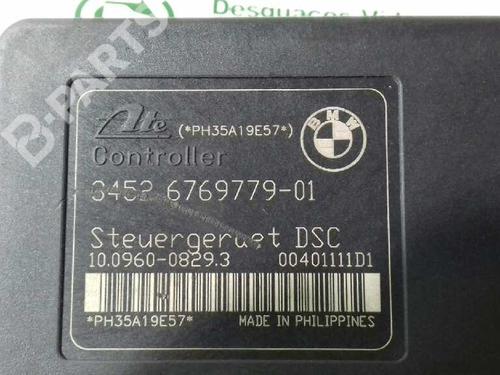 Desguaces
B-PARTS
Ate
(*PH35A19E57*)
BMW
Controller
3452 6769779-01
Steuergeraet DSC
10.0960-0829.3 00401111D1
*PH35A19E57* MADE IN PHILIPPINES